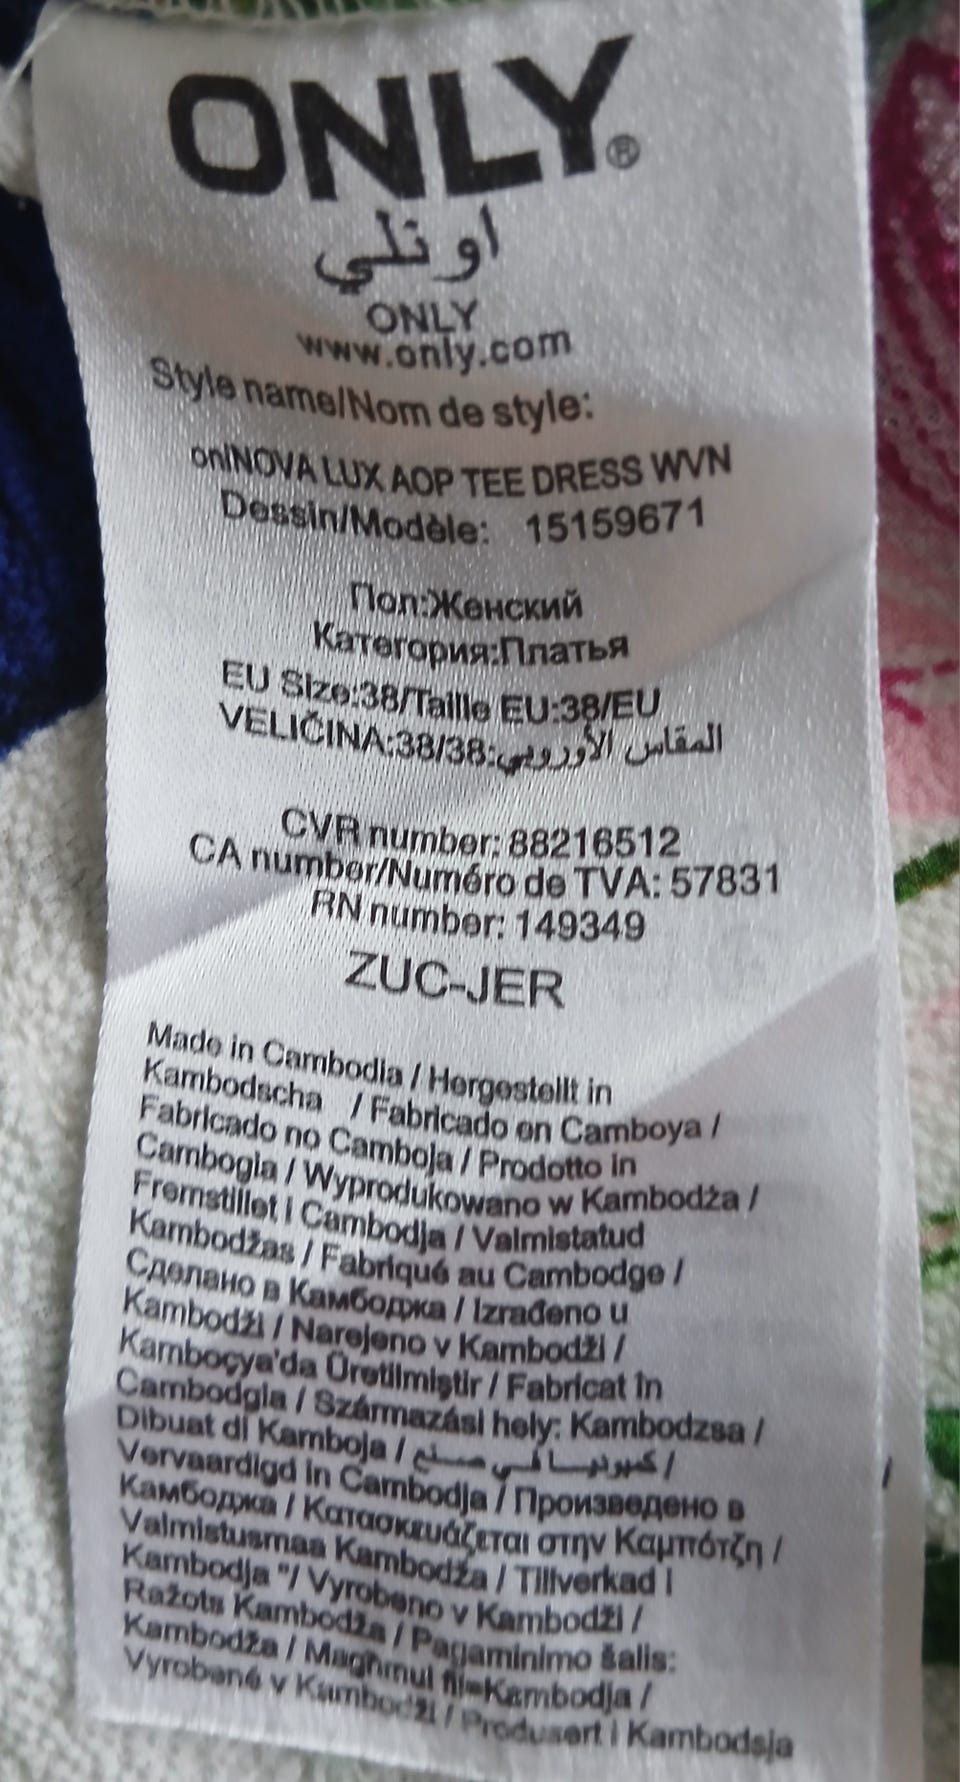 ONLY®
اونلي
ONLY
www.only.com
Style name/Nom de style:
onlNOVA LUX AOP TEE DRESS WVN
Dessin/Modèle: 15159671
Пол:Женский
Категория:Платья
EU Size:38/Taille EU:38/EU
VELIČINA:38/38:المقاس الأوروبي
CVR number: 88216512
CA number/Numéro de TVA: 57831
RN number: 149349
ZUC-JER
Made in Cambodia / Hergestellt in
Kambodscha / Fabricado en Camboya /
Fabricado no Camboja / Prodotto in
Cambogia / Wyprodukowano w Kambodża /
Fremstillet i Cambodja / Valmistatud
Kambodžas / Fabriqué au Cambodge /
Сделано в Камбоджа / Izrađeno u
Kambodži / Narejeno v Kambodži /
Kamboçya'da Üretilmiştir / Fabricat în
Cambodgia / Származási hely: Kambodzsa /
Dibuat di Kamboja / كمبوديا في صنع /
Vervaardigd in Cambodja / Произведено в
Камбоджа / Κατασκευάζεται στην Καμπότζη /
Valmistusmaa Kambodža / Tillverkad i
Kambodja "/ Vyrobeno v Kambodži /
Ražots Kambodža / Pagaminimo šalis:
Kambodža / Magħmul fil-Kambodja /
Vyrobené v Kambodži / Produsert i Kambodsja